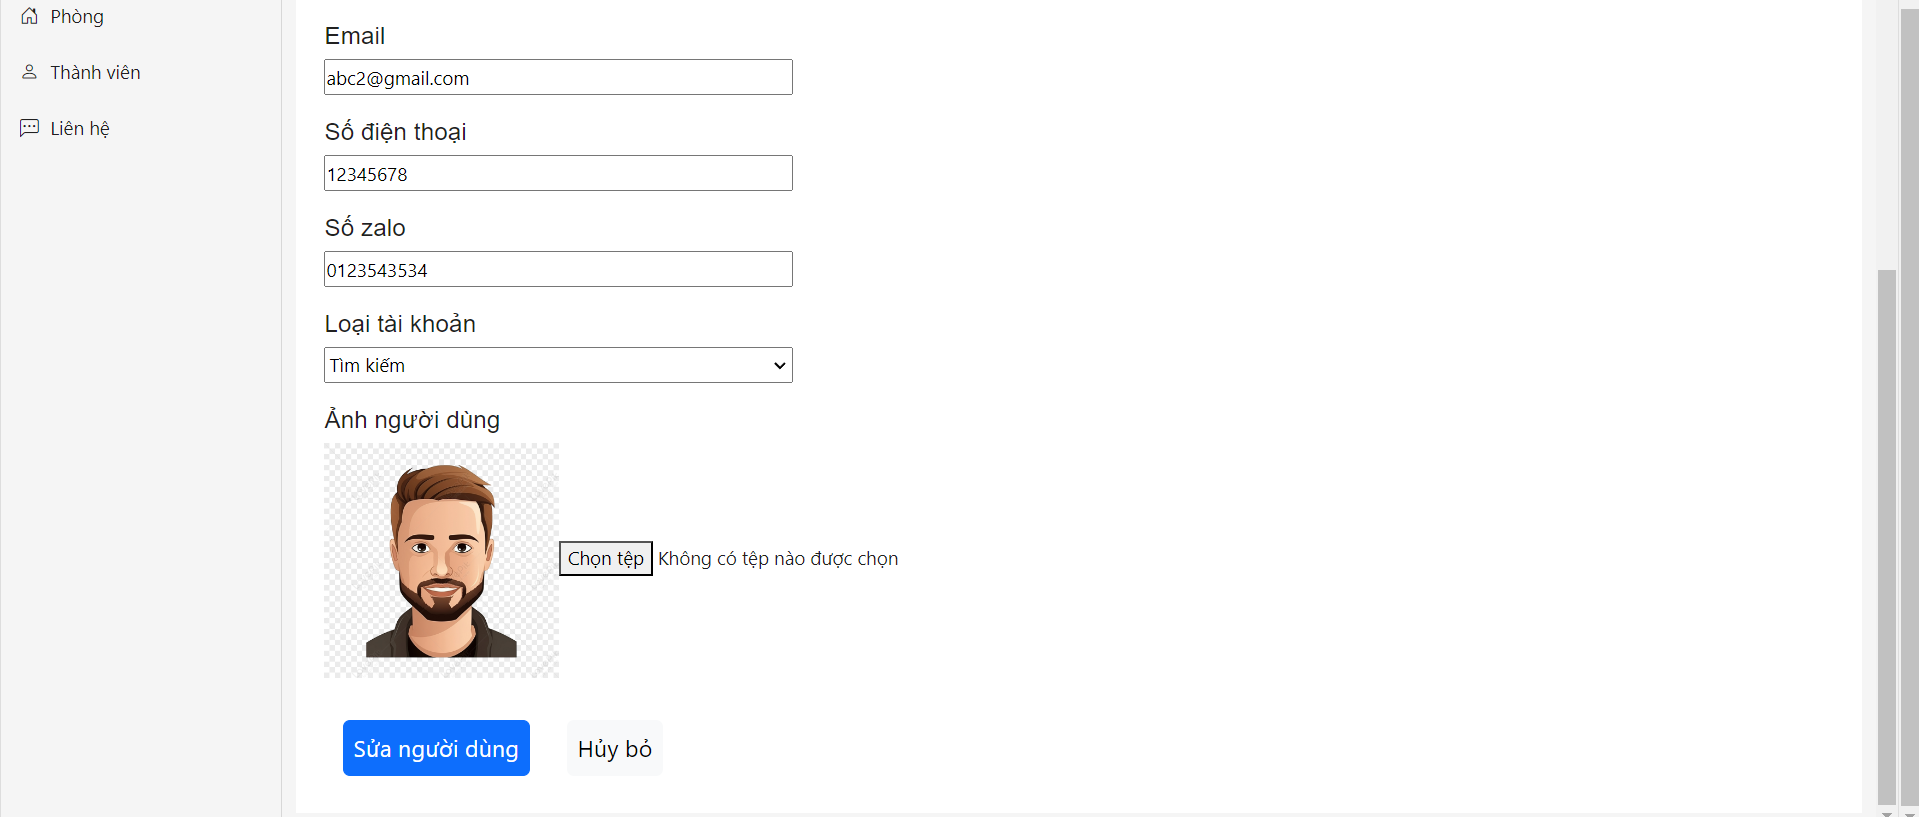 Phòng
Thành viên
Liên hệ
Email
abc2@gmail.com
Số điện thoại
12345678
Số zalo
0123543534
Loại tài khoản
Tìm kiếm
Ảnh người dùng
Chọn tệp Không có tệp nào được chọn
Sửa người dùng Hủy bỏ